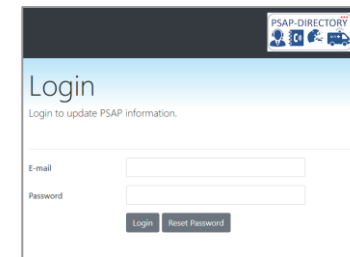 PSAP-DIRECTORY
Login
Login to update PSAP information.
E-mail
Password
Login Reset Password